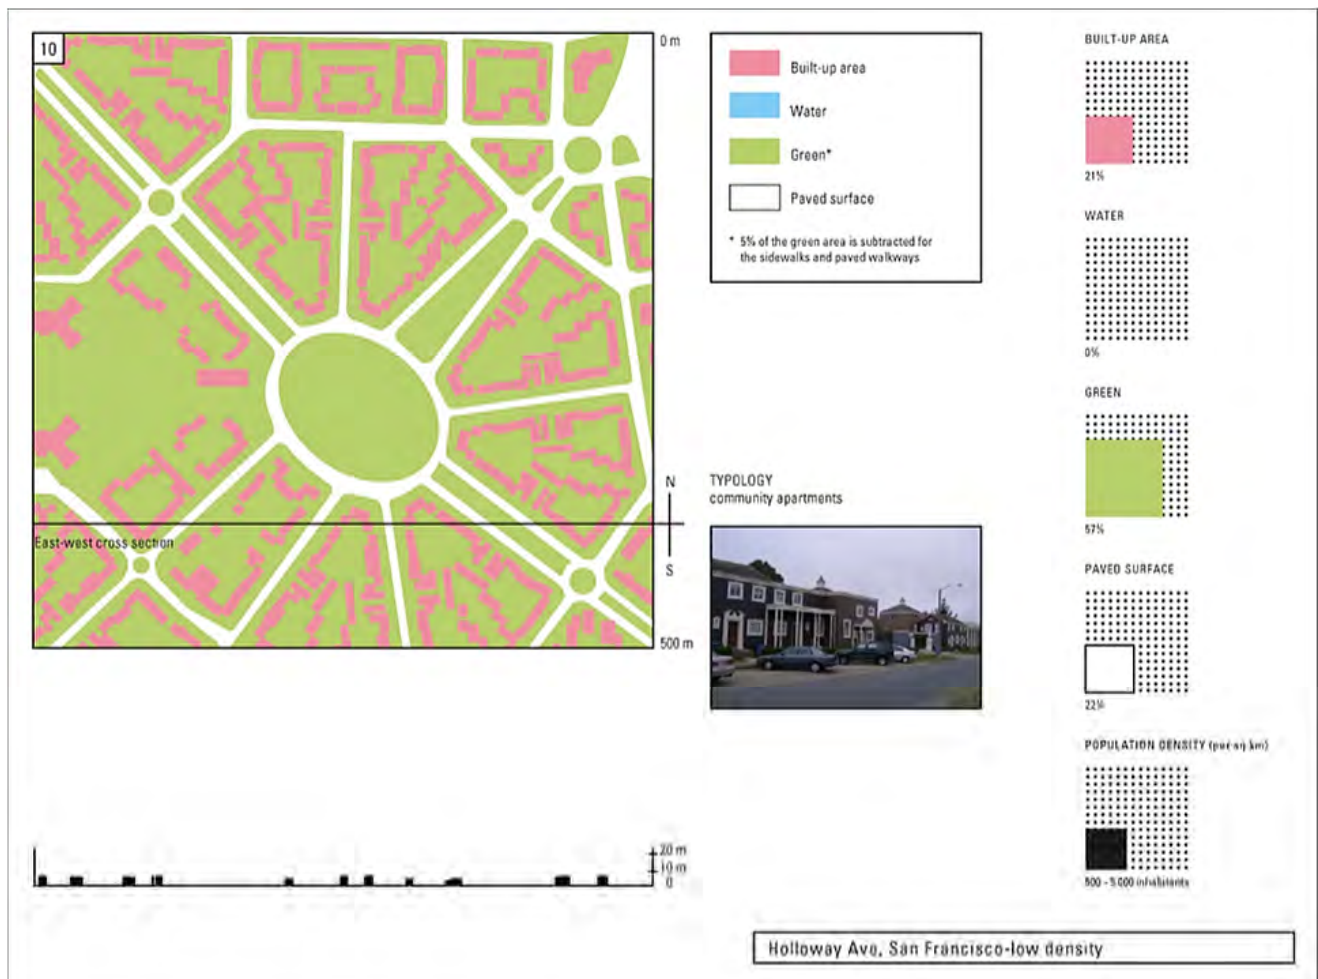 10
0 m
East-west cross section
N
S
500 m
Built-up area
Water
Green*
Paved surface
* 5% of the green area is subtracted for
the sidewalks and paved walkways
TYPOLOGY
community apartments
BUILT-UP AREA
21%
WATER
0%
GREEN
57%
PAVED SURFACE
22%
POPULATION DENSITY (per sq km)
500 - 5.000 inhabitants
20 m
10 m
0
Holloway Ave, San Francisco-low density